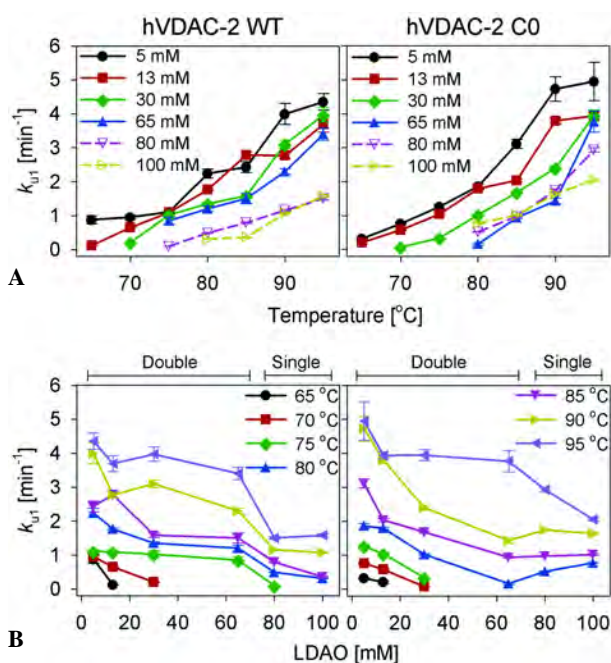 hVDAC-2 WT hVDAC-2 C0
6 5 mM 5 mM
5 13 mM 13 mM
30 mM 30 mM
4 65 mM 65 mM
3 80 mM 80 mM
2 100 mM 100 mM
1
0
k_u1 [min⁻¹]
70 80 90 70 80 90
A
Temperature [°C]
Double Single Double Single
6 65 °C 85 °C
5 70 °C 90 °C
4 75 °C 95 °C
3 80 °C
2
1
0
k_u1 [min⁻¹]
0 20 40 60 80 100 0 20 40 60 80 100
B
LDAO [mM]